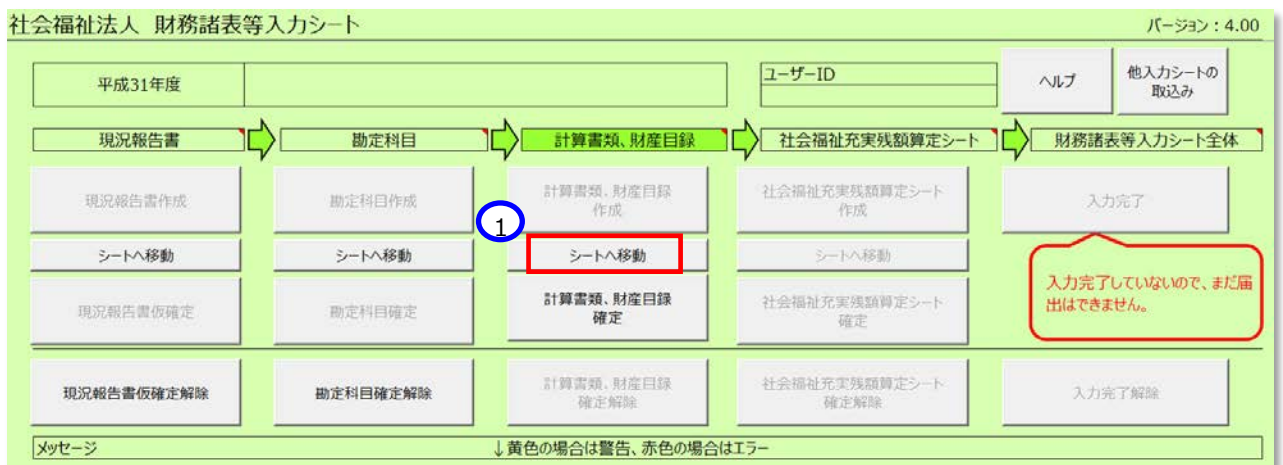 社会福祉法人 財務諸表等入力シート
バージョン：4.00
平成31年度
ユーザーID
ヘルプ
他入力シートの
取込み
現況報告書
勘定科目
計算書類、財産目録
社会福祉充実残額算定シート
財務諸表等入力シート全体
現況報告書作成
勘定科目作成
計算書類、財産目録
作成
社会福祉充実残額算定シート
作成
入力完了
1
シートへ移動
シートへ移動
シートへ移動
シートへ移動
入力完了していないので、まだ届
出はできません。
現況報告書仮確定
勘定科目確定
計算書類、財産目録
確定
社会福祉充実残額算定シート
確定
現況報告書仮確定解除
勘定科目確定解除
計算書類、財産目録
確定解除
社会福祉充実残額算定シート
確定解除
入力完了解除
メッセージ
↓黄色の場合は警告、赤色の場合はエラー